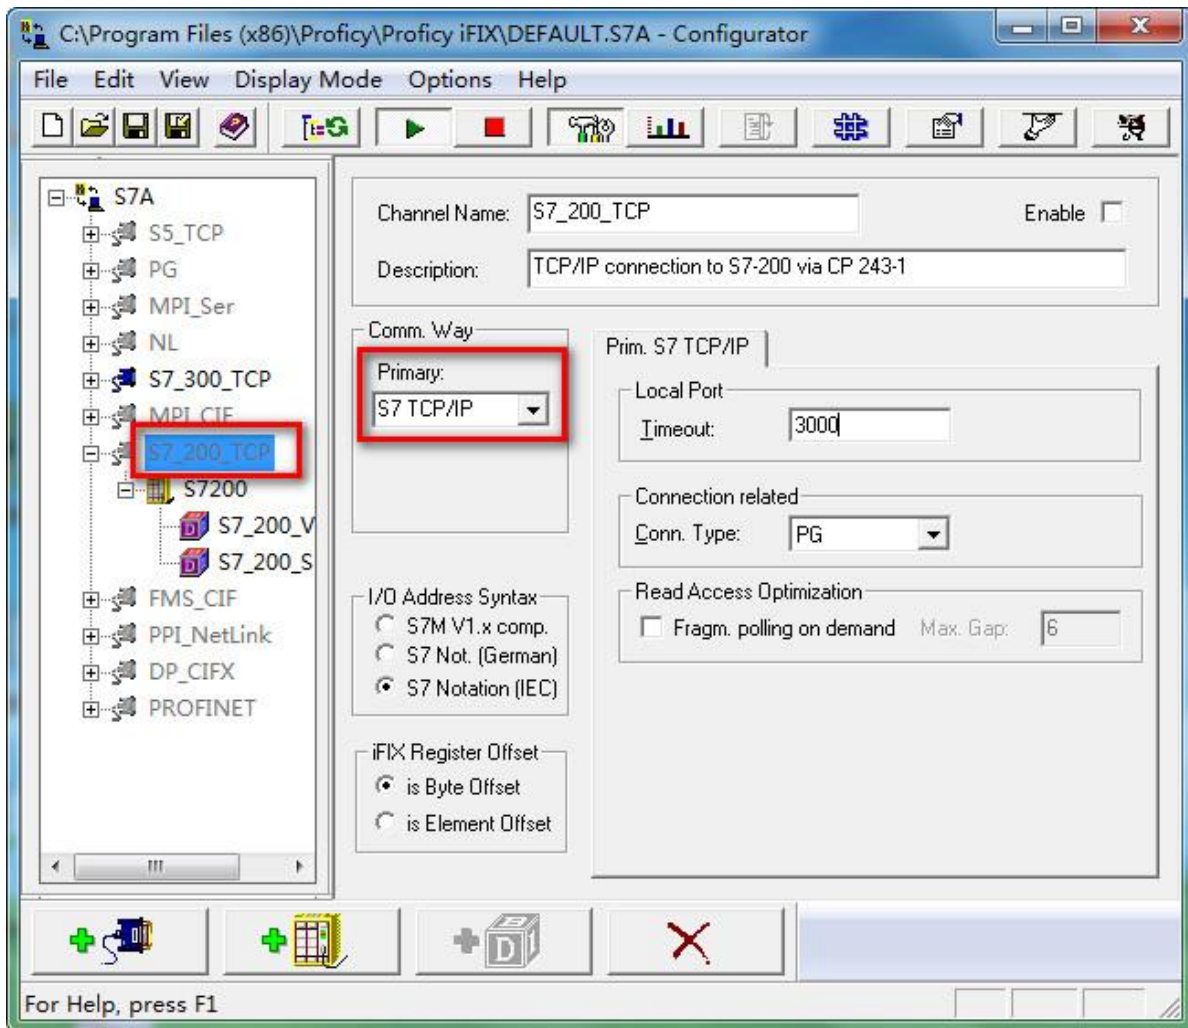 C:\Program Files (x86)\Proficy\Proficy iFIX\DEFAULT.S7A - Configurator
File Edit View Display Mode Options Help
S7A
S5_TCP
PG
MPI_Ser
NL
S7_300_TCP
MPI_CIF
S7_200_TCP
S7200
S7_200_V
S7_200_S
FMS_CIF
PPI_NetLink
DP_CIFX
PROFINET
Channel Name: S7_200_TCP Enable
Description: TCP/IP connection to S7-200 via CP 243-1
Comm. Way
Primary:
S7 TCP/IP
I/O Address Syntax
S7M V1.x comp.
S7 Not. (German)
S7 Notation (IEC)
iFIX Register Offset
is Byte Offset
is Element Offset
Prim. S7 TCP/IP
Local Port
Timeout: 3000
Connection related
Conn. Type: PG
Read Access Optimization
Fragm. polling on demand Max. Gap: 6
For Help, press F1